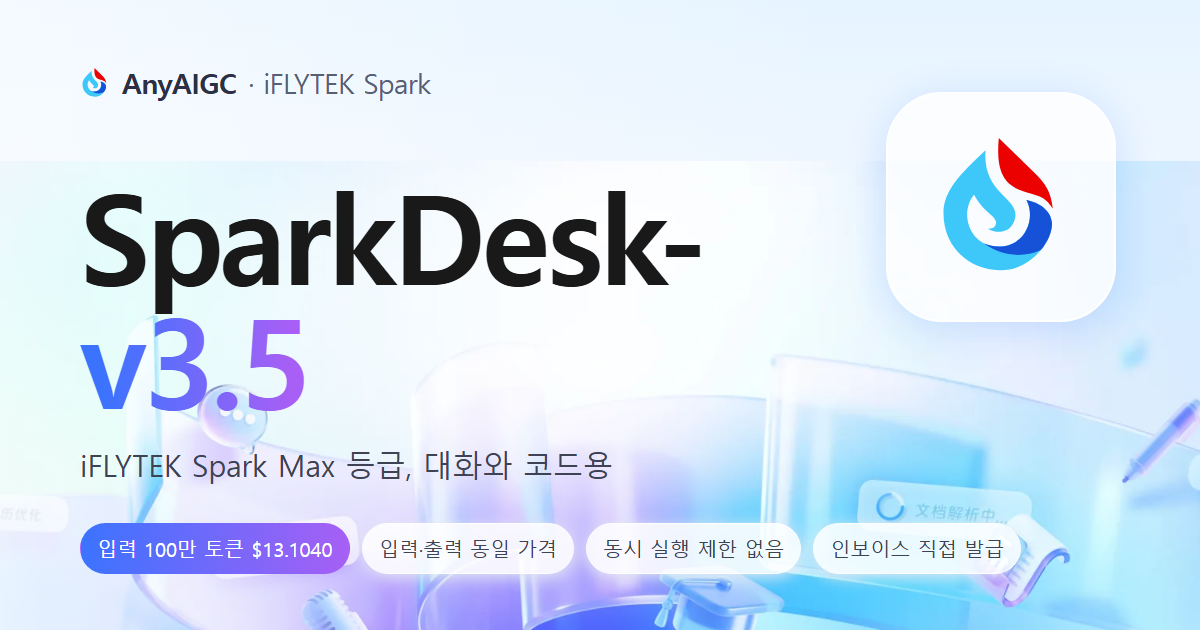 AnyAIGC · iFLYTEK Spark
SparkDesk-
v3.5
iFLYTEK Spark Max 등급, 대화와 코드용
历优化
文档解析中...
입력 100만 토큰 $13.1040
입력·출력 동일 가격
동시 실행 제한 없음
인보이스 직접 발급